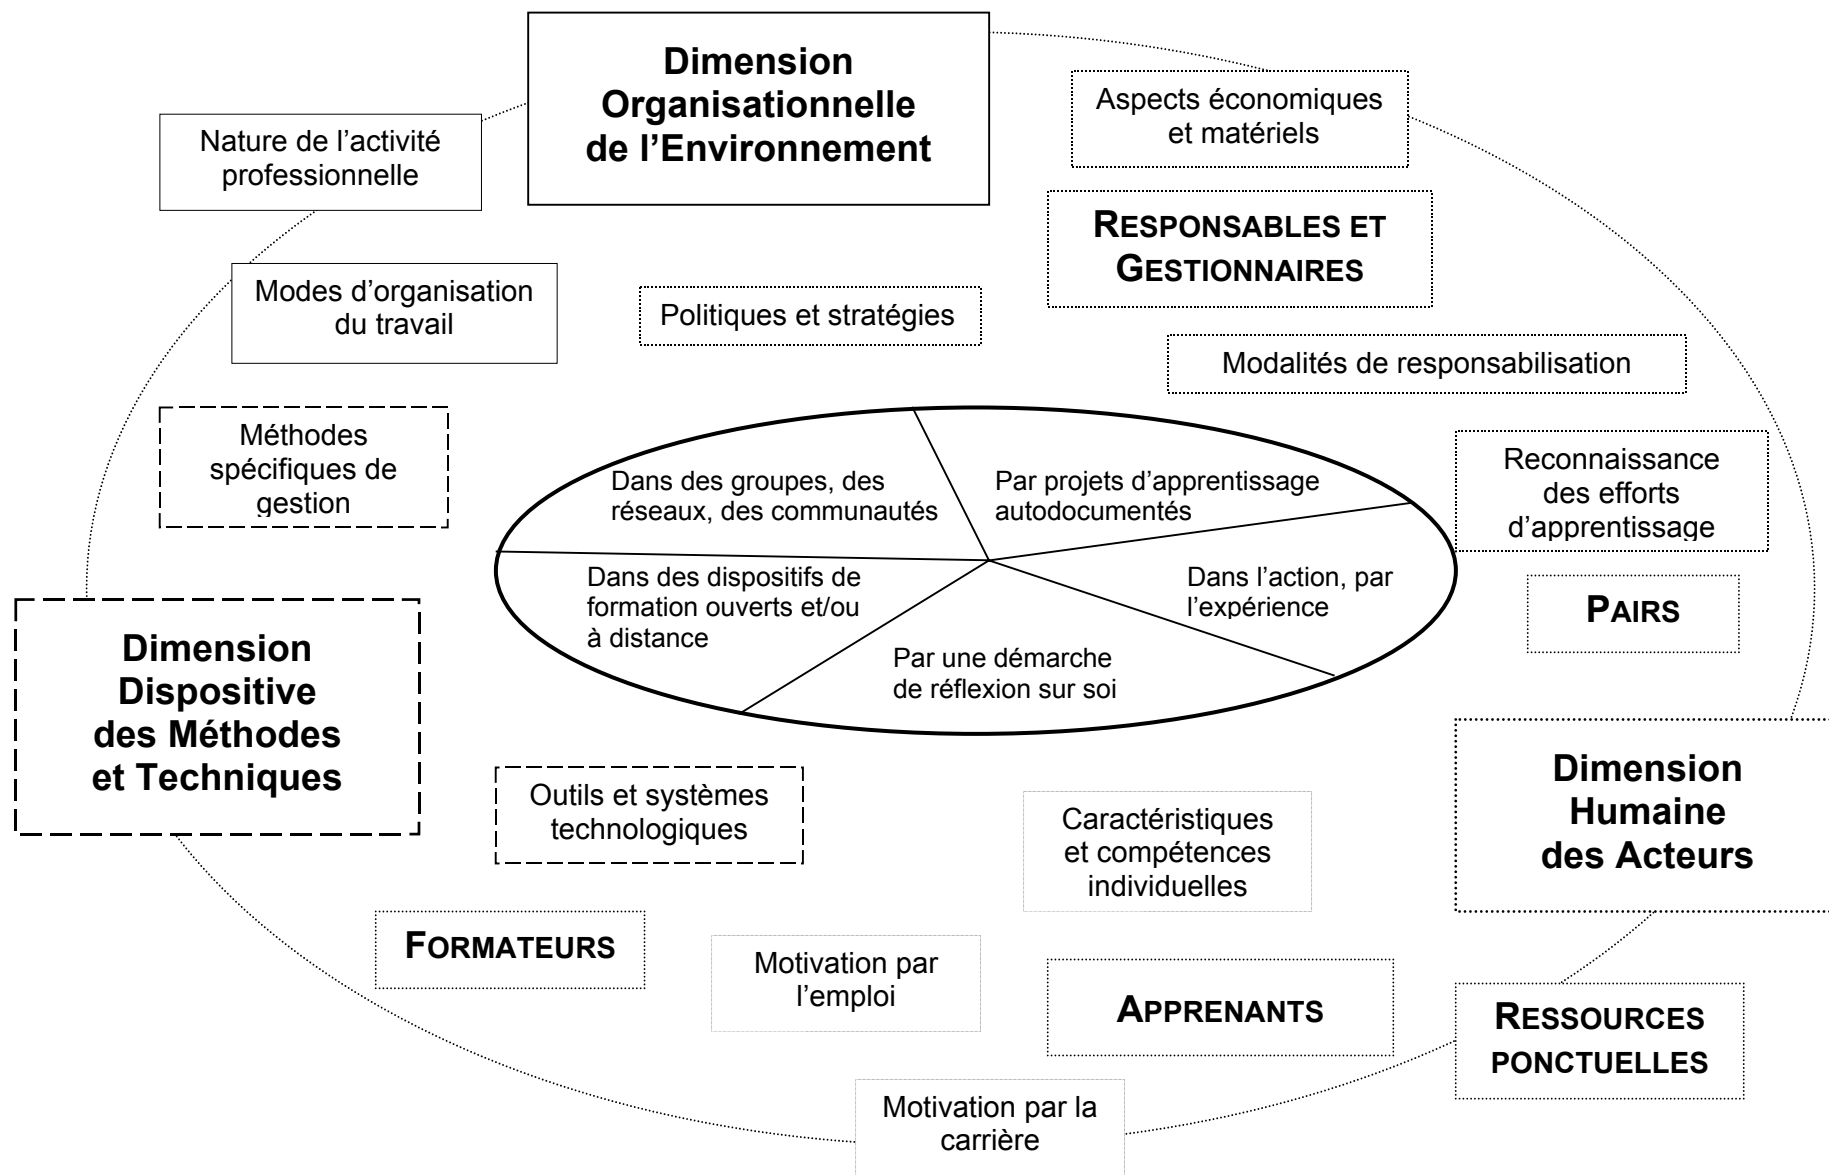 Dimension
Organisationnelle
de l’Environnement
Aspects économiques
et matériels
Nature de l’activité
professionnelle
RESPONSABLES ET
GESTIONNAIRES
Modes d’organisation
du travail
Politiques et stratégies
Modalités de responsabilisation
Méthodes
spécifiques de
gestion
Reconnaissance
des efforts
d’apprentissage
Dans des groupes, des
réseaux, des communautés
Par projets d’apprentissage
autodocumentés
Dans des dispositifs de
formation ouverts et/ou
à distance
Dans l’action, par
l’expérience
Par une démarche
de réflexion sur soi
PAIRS
Dimension
Dispositive
des Méthodes
et Techniques
Dimension
Humaine
des Acteurs
Outils et systèmes
technologiques
Caractéristiques
et compétences
individuelles
FORMATEURS
Motivation par
l’emploi
APPRENANTS
RESSOURCES
PONCTUELLES
Motivation par la
carrière